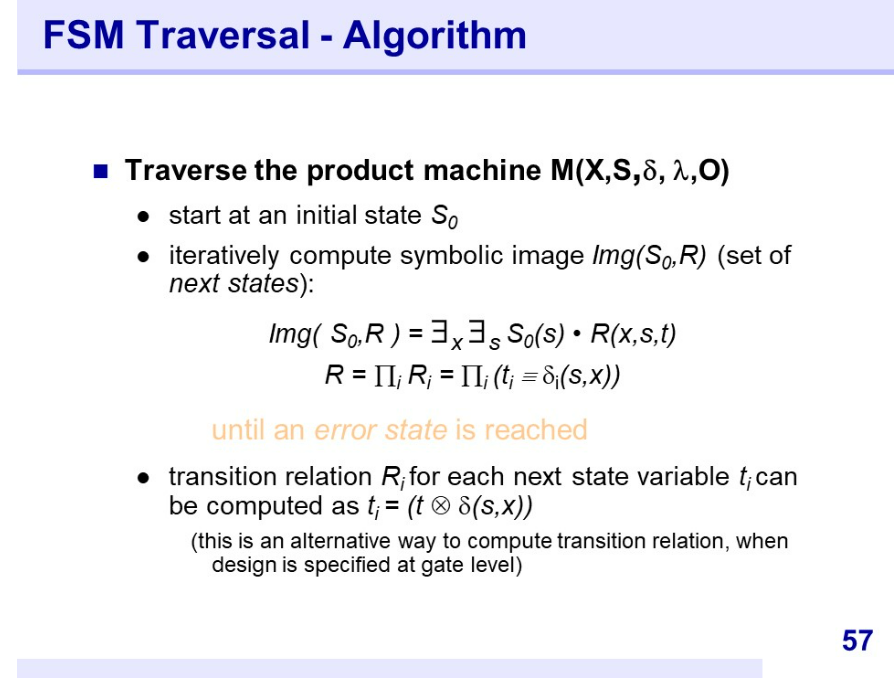 FSM Traversal - Algorithm
Traverse the product machine M(X,S,δ, λ,O)
start at an initial state S₀
iteratively compute symbolic image Img(S₀,R) (set of
next states):
Img( S₀,R ) = ∃ₓ ∃ₛ S₀(s) • R(x,s,t)
R = ∏ᵢ Rᵢ = ∏ᵢ (tᵢ ≡ δᵢ(s,x))
until an error state is reached
transition relation Rᵢ for each next state variable tᵢ can
be computed as tᵢ = (t ⊗ δ(s,x))
(this is an alternative way to compute transition relation, when
design is specified at gate level)
57